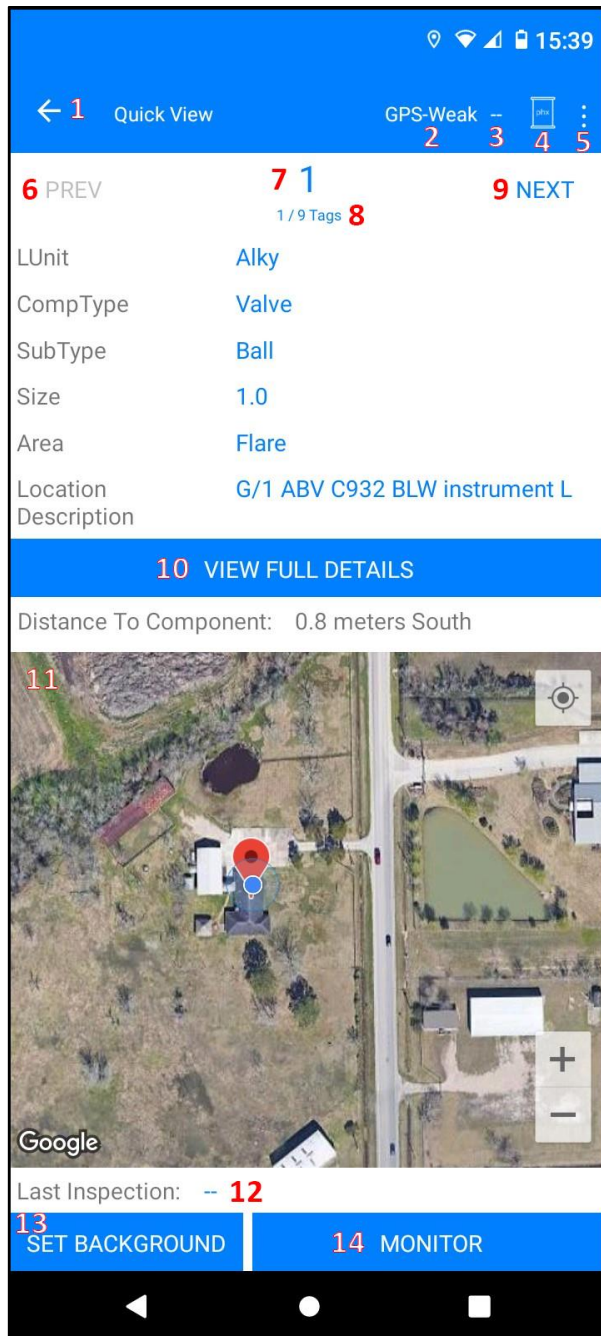 15:39
1 Quick View GPS-Weak -- phx
2 3 4 5
6 PREV 7 1 9 NEXT
1 / 9 Tags 8
LUnit Alky
CompType Valve
SubType Ball
Size 1.0
Area Flare
Location G/1 ABV C932 BLW instrument L
Description
10 VIEW FULL DETAILS
Distance To Component: 0.8 meters South
11
+
−
Google
Last Inspection: -- 12
13
SET BACKGROUND 14 MONITOR